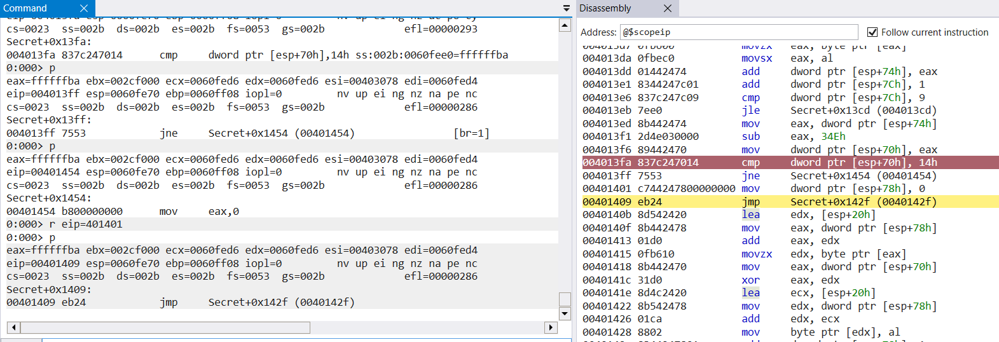 Command
cs=0023  ss=002b  ds=002b  es=002b  fs=0053  gs=002b             efl=00000293
Secret+0x13fa:
004013fa 837c247014      cmp     dword ptr [esp+70h],14h ss:002b:0060fee0=ffffffba
0:000> p
eax=ffffffba ebx=002cf000 ecx=0060fed6 edx=0060fed6 esi=00403078 edi=0060fed4
eip=004013ff esp=0060fe70 ebp=0060ff08 iopl=0         nv up ei ng nz na pe nc
cs=0023  ss=002b  ds=002b  es=002b  fs=0053  gs=002b             efl=00000286
Secret+0x13ff:
004013ff 7553            jne     Secret+0x1454 (00401454)                [br=1]
0:000> p
eax=ffffffba ebx=002cf000 ecx=0060fed6 edx=0060fed6 esi=00403078 edi=0060fed4
eip=00401454 esp=0060fe70 ebp=0060ff08 iopl=0         nv up ei ng nz na pe nc
cs=0023  ss=002b  ds=002b  es=002b  fs=0053  gs=002b             efl=00000286
Secret+0x1454:
00401454 b800000000      mov     eax,0
0:000> r eip=401401
0:000> p
eax=ffffffba ebx=002cf000 ecx=0060fed6 edx=0060fed6 esi=00403078 edi=0060fed4
eip=00401409 esp=0060fe70 ebp=0060ff08 iopl=0         nv up ei ng nz na pe nc
cs=0023  ss=002b  ds=002b  es=002b  fs=0053  gs=002b             efl=00000286
Secret+0x1409:
00401409 eb24            jmp     Secret+0x142f (0040142f)
Disassembly
Address: @$scopeip
Follow current instruction
004013d7 0fb600           movzx   eax, byte ptr [eax]
004013da 0fbec0           movsx   eax, al
004013dd 01442474         add     dword ptr [esp+74h], eax
004013e1 8344247c01       add     dword ptr [esp+7Ch], 1
004013e6 837c247c09       cmp     dword ptr [esp+7Ch], 9
004013eb 7ee0             jle     Secret+0x13cd (004013cd)
004013ed 8b442474         mov     eax, dword ptr [esp+74h]
004013f1 2d4e030000       sub     eax, 34Eh
004013f6 89442470         mov     dword ptr [esp+70h], eax
004013fa 837c247014       cmp     dword ptr [esp+70h], 14h
004013ff 7553             jne     Secret+0x1454 (00401454)
00401401 c744247800000000 mov     dword ptr [esp+78h], 0
00401409 eb24             jmp     Secret+0x142f (0040142f)
0040140b 8d542420         lea     edx, [esp+20h]
0040140f 8b442478         mov     eax, dword ptr [esp+78h]
00401413 01d0             add     eax, edx
00401415 0fb610           movzx   edx, byte ptr [eax]
00401418 8b442470         mov     eax, dword ptr [esp+70h]
0040141c 31d0             xor     eax, edx
0040141e 8d4c2420         lea     ecx, [esp+20h]
00401422 8b542478         mov     edx, dword ptr [esp+78h]
00401426 01ca             add     edx, ecx
00401428 8802             mov     byte ptr [edx], al